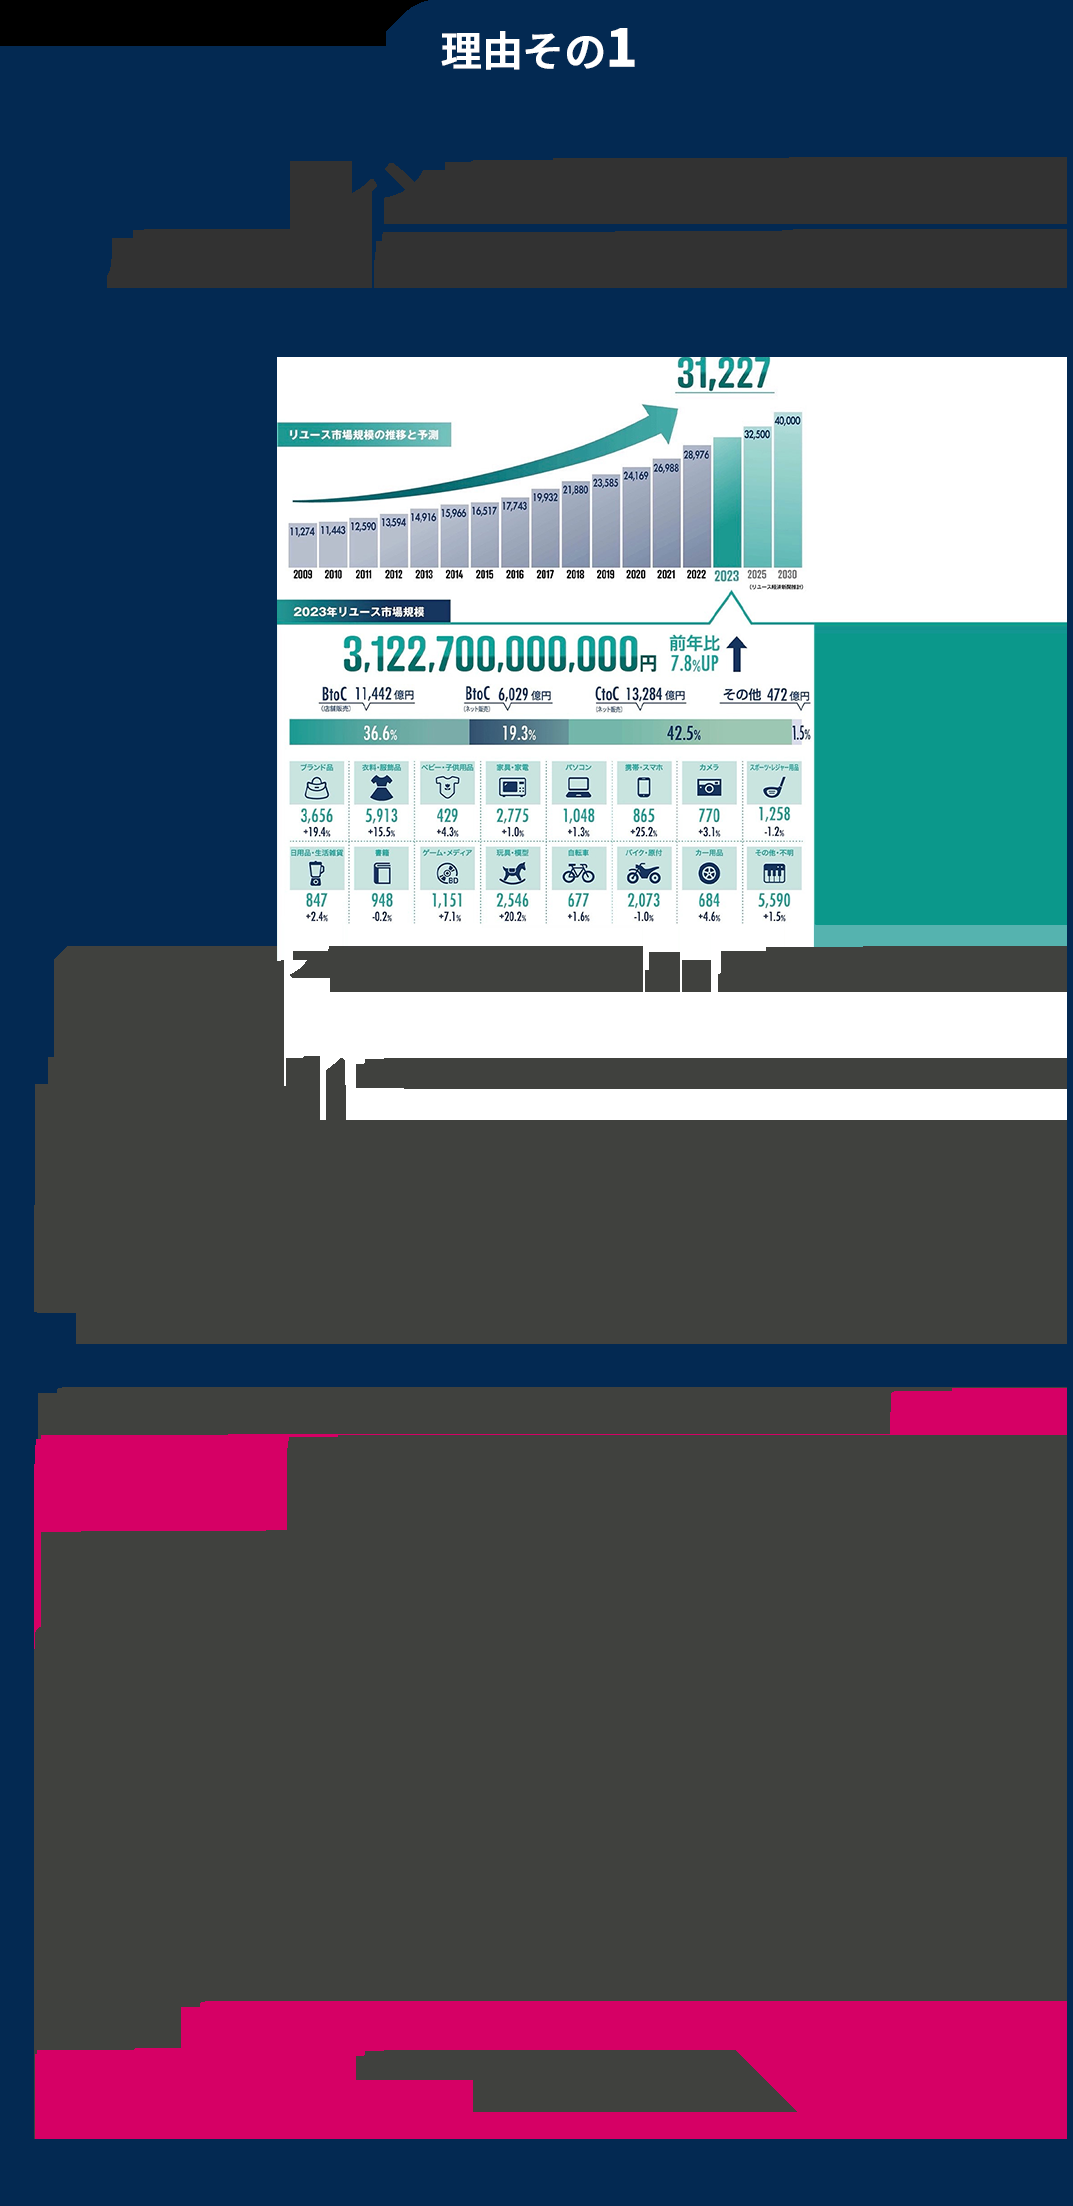 理由その1
31,227
リユース市場規模の推移と予測
11,274 11,443 12,590 13,594 14,916 15,966 16,517 17,743 19,932 21,880 23,585 24,169 26,988 28,976 32,500 40,000
2009 2010 2011 2012 2013 2014 2015 2016 2017 2018 2019 2020 2021 2022 2023 2025 2030
(リユース経済新聞推計)
2023年リユース市場規模
3,122,700,000,000円 前年比
7.8%UP
BtoC 11,442億円 BtoC 6,029億円 CtoC 13,284億円 その他 472億円
(店舗販売) (ネット販売) (ネット販売)
36.6% 19.3% 42.5% 1.5%
ブランド品 衣料・服飾品 ベビー・子供用品 家具・家電 パソコン 携帯・スマホ カメラ スポーツ・レジャー用品
3,656 5,913 429 2,775 1,048 865 770 1,258
+19.4% +15.5% +4.3% +1.0% +1.3% +25.2% +3.1% -1.2%
日用品・生活雑貨 書籍 ゲーム・メディア 玩具・模型 自転車 バイク・原付 カー用品 その他・不明
BD
847 948 1,151 2,546 677 2,073 684 5,590
+2.4% -0.2% +7.1% +20.2% +1.6% -1.0% +4.6% +1.5%